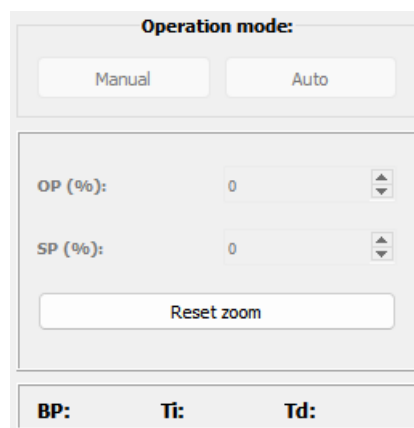 Operation mode:
Manual Auto
OP (%): 0
SP (%): 0
Reset zoom
BP: Ti: Td: